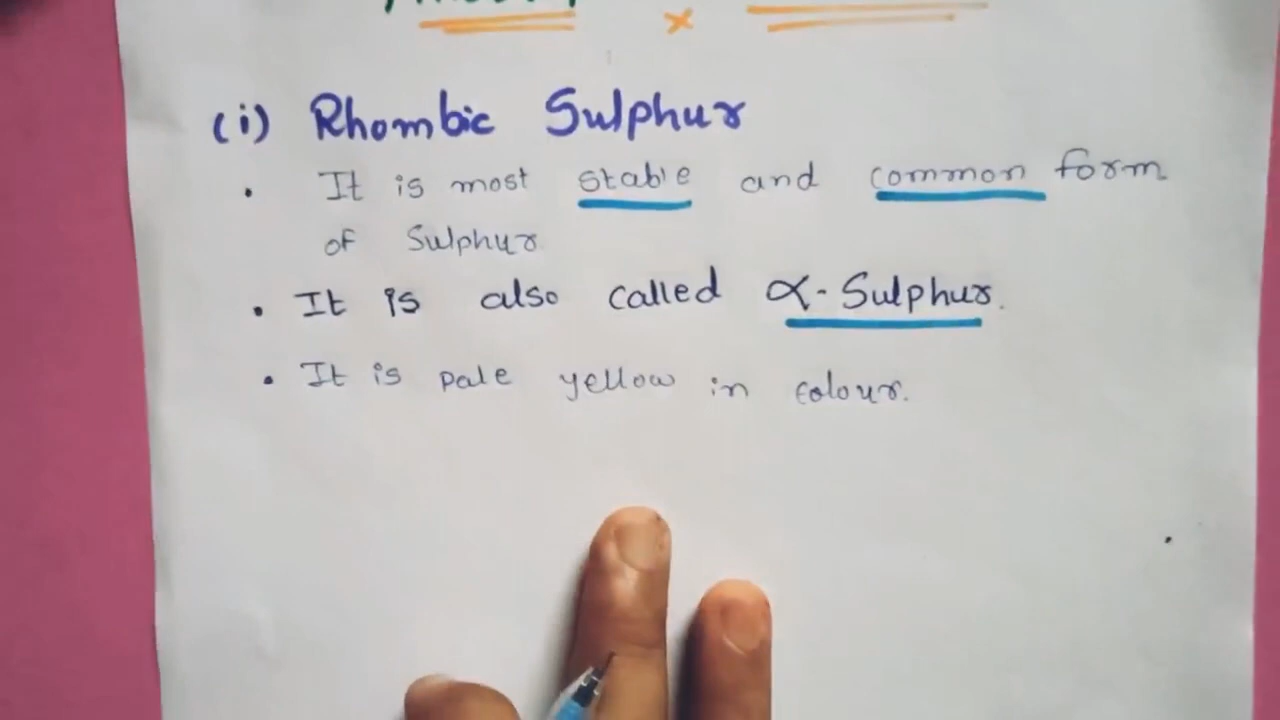 (i) Rhombic Sulphur
• It is most stable and common form
of Sulphur
• It is also called α-Sulphur.
• It is pale yellow in colour.